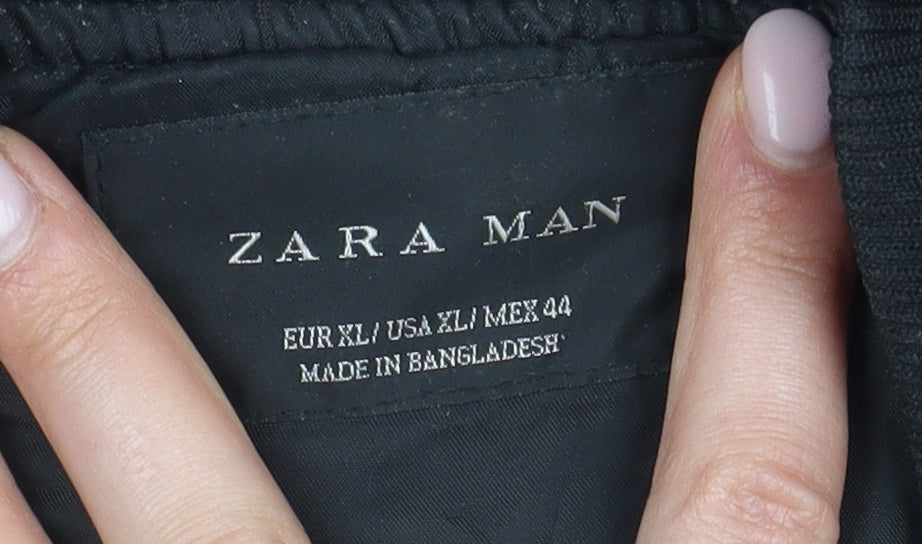 ZARA MAN
EUR XL/ USA XL/ MEX 44
MADE IN BANGLADESH